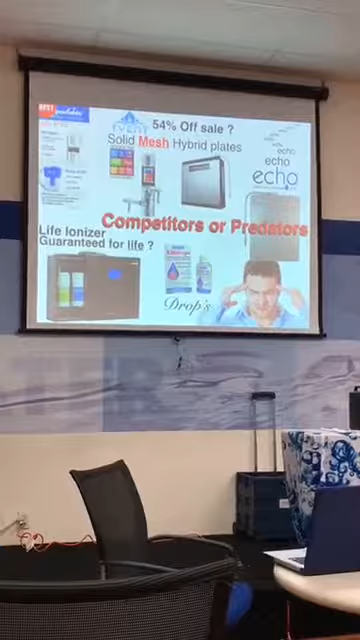 54% Off sale ?
Solid Mesh Hybrid plates
echo
echo
echo
echo
Competitors or Predators
Life Ionizer
Guaranteed for life ?
Drop's